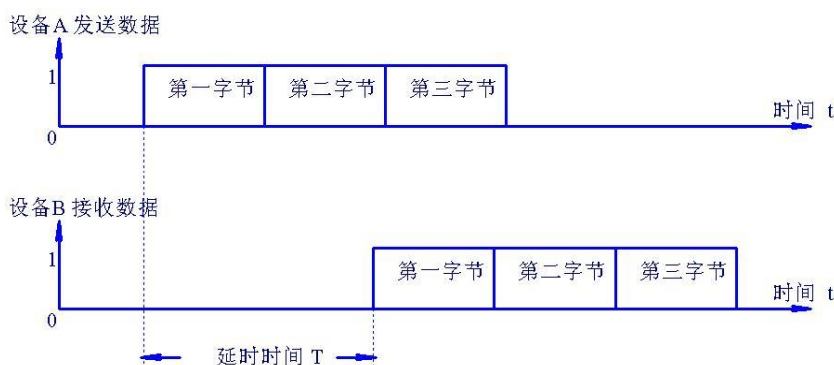 设备A 发送数据
1
第一字节 第二字节 第三字节
时间 t
0
设备B 接收数据
1
第一字节 第二字节 第三字节
时间 t
0
延时时间 T